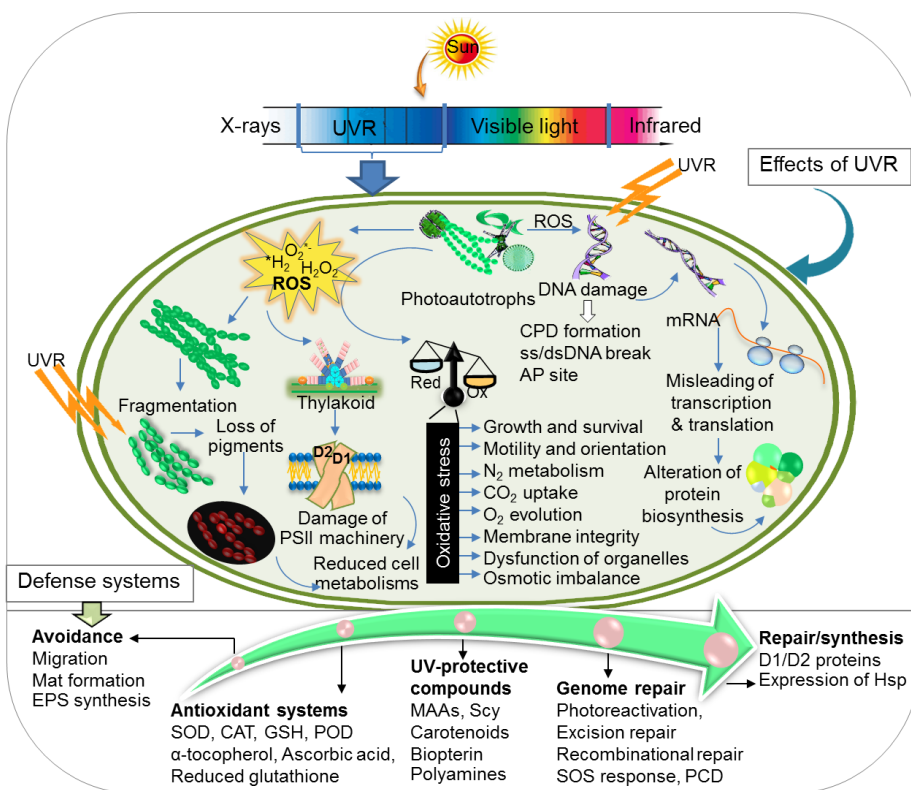 Sun
X-rays
UVR
Visible light
Infrared
UVR
Effects of UVR
O₂˙⁻
*H₂
H₂O₂
ROS
ROS
Photoautotrophs
DNA damage
CPD formation
ss/dsDNA break
AP site
mRNA
Misleading of
transcription
& translation
Alteration of
protein
biosynthesis
UVR
Fragmentation
Loss of
pigments
Thylakoid
D2
D1
Damage of
PSII machinery
Reduced cell
metabolisms
Red
Ox
Oxidative stress
Growth and survival
Motility and orientation
N₂ metabolism
CO₂ uptake
O₂ evolution
Membrane integrity
Dysfunction of organelles
Osmotic imbalance
Defense systems
Avoidance
Migration
Mat formation
EPS synthesis
Antioxidant systems
SOD, CAT, GSH, POD
α-tocopherol, Ascorbic acid,
Reduced glutathione
UV-protective
compounds
MAAs, Scy
Carotenoids
Biopterin
Polyamines
Genome repair
Photoreactivation,
Excision repair
Recombinational repair
SOS response, PCD
Repair/synthesis
D1/D2 proteins
Expression of Hsp